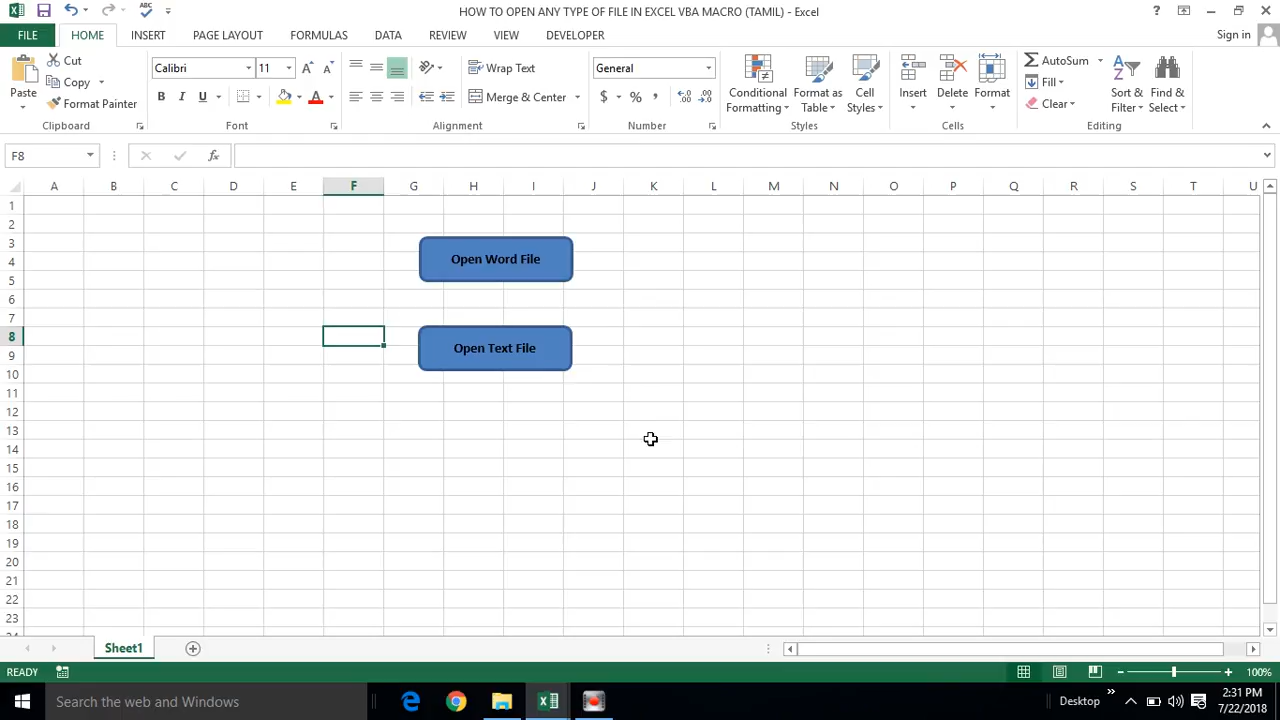 HOW TO OPEN ANY TYPE OF FILE IN EXCEL VBA MACRO (TAMIL) - Excel
FILE HOME INSERT PAGE LAYOUT FORMULAS DATA REVIEW VIEW DEVELOPER Sign in
Paste
Cut
Copy
Format Painter
Clipboard
Calibri 11
B I U A
Font
Wrap Text
Merge & Center
Alignment
General
$ % ,
Number
Conditional Formatting
Format as Table
Cell Styles
Styles
Insert
Delete
Format
Cells
AutoSum
Fill
Clear
Sort & Filter
Find & Select
Editing
F8 fx
A B C D E F G H I J K L M N O P Q R S T U
1
2
3
4
5
6
7
8
9
10
11
12
13
14
15
16
17
18
19
20
21
22
23
24
Open Word File
Open Text File
Sheet1
READY 100%
Search the web and Windows
Desktop
2:31 PM
7/22/2018